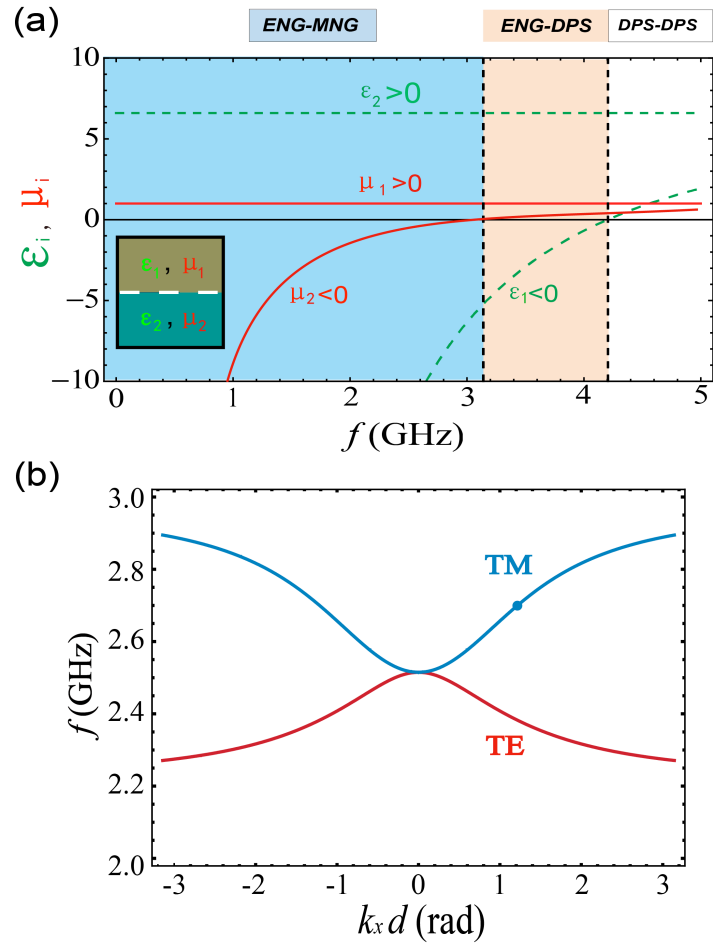 (a)
ENG-MNG ENG-DPS DPS-DPS
10
5
0
−5
−10
ε₂>0
μ₁>0
μ₂<0
ε₁<0
εᵢ, μᵢ
ε₁, μ₁
ε₂, μ₂
0 1 2 3 4 5
f (GHz)
(b)
3.0
2.8
2.6
2.4
2.2
2.0
f (GHz)
TM
TE
-3 -2 -1 0 1 2 3
kₓd (rad)